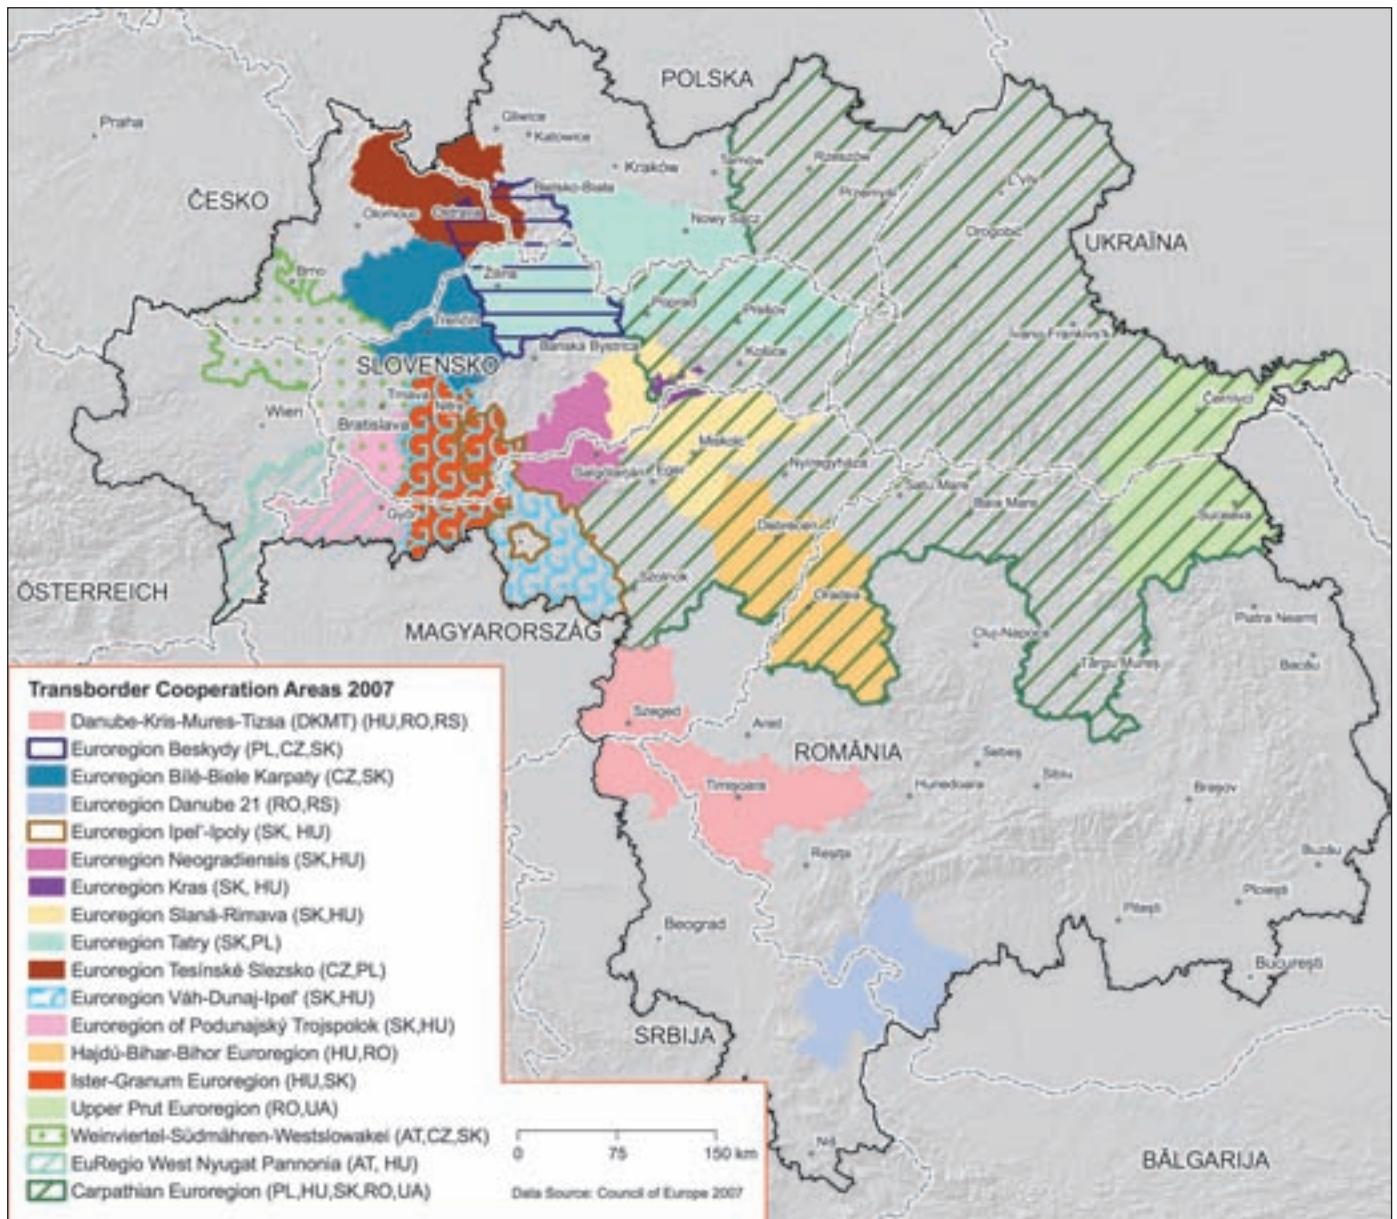 POLSKA
Praha
Gliwice
Katowice
Kraków
Tarnów
Rzeszów
Przemyśl
L'viv
ČESKO
Bielsko-Biała
Olomouc
Ostrava
Nowy Sącz
Drogobic
UKRAÏNA
Brno
Žilina
Poprad
Prešov
Trenčín
Ivano-Frankivs'k
Banská Bystrica
Košice
SLOVENSKO
Trnava
Nitra
Černivci
Wien
Bratislava
Miskolc
Salgótarján
Eger
Nyíregyháza
Satu Mare
Baia Mare
Győr
Debrecen
Suceava
Szolnok
Oradea
ÖSTERREICH
MAGYARORSZÁG
Cluj-Napoca
Piatra Neamț
Bacău
Târgu Mureș
Szeged
Arad
ROMÂNIA
Sebeș
Sibiu
Timișoara
Hunedoara
Brașov
Reșița
Buzău
Ploiești
Pitești
Beograd
București
SRBIJA
Niš
BĂLGARIJA
Transborder Cooperation Areas 2007
Danube-Kris-Mures-Tizsa (DKMT) (HU,RO,RS)
Euroregion Beskydy (PL,CZ,SK)
Euroregion Bílé-Biele Karpaty (CZ,SK)
Euroregion Danube 21 (RO,RS)
Euroregion Ipel'-Ipoly (SK, HU)
Euroregion Neogradiensis (SK,HU)
Euroregion Kras (SK, HU)
Euroregion Slaná-Rimava (SK,HU)
Euroregion Tatry (SK,PL)
Euroregion Tesínské Slezsko (CZ,PL)
Euroregion Váh-Dunaj-Ipeľ (SK,HU)
Euroregion of Podunajský Trojspolok (SK,HU)
Hajdú-Bihar-Bihor Euroregion (HU,RO)
Ister-Granum Euroregion (HU,SK)
Upper Prut Euroregion (RO,UA)
Weinviertel-Südmähren-Westslowakei (AT,CZ,SK)
EuRegio West Nyugat Pannonia (AT, HU)
Carpathian Euroregion (PL,HU,SK,RO,UA)
0 75 150 km
Data Source: Council of Europe 2007